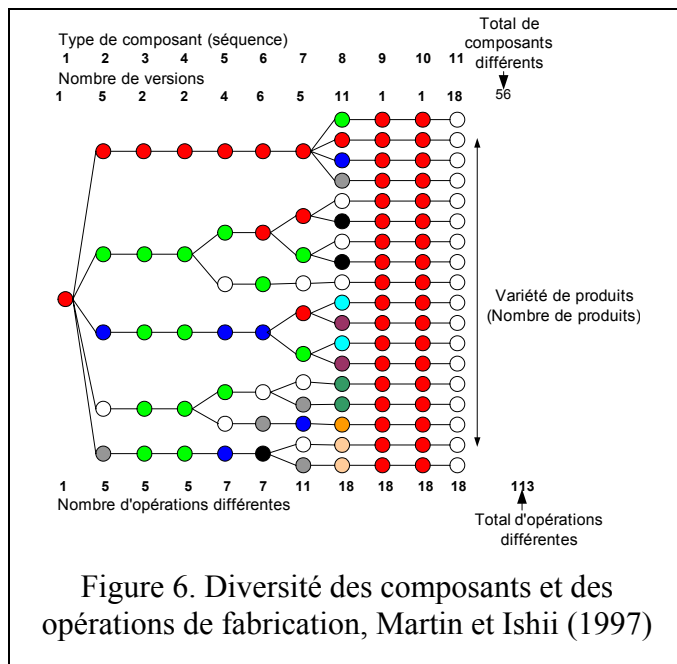 Total de
composants
différents
Type de composant (séquence)
1 2 3 4 5 6 7 8 9 10 11
Nombre de versions
1 5 2 2 4 6 5 11 1 1 18 56
Variété de produits
(Nombre de produits)
1 5 5 5 7 7 11 18 18 18 18 113
Nombre d'opérations différentes
Total d'opérations
différentes
Figure 6. Diversité des composants et des
opérations de fabrication, Martin et Ishii (1997)